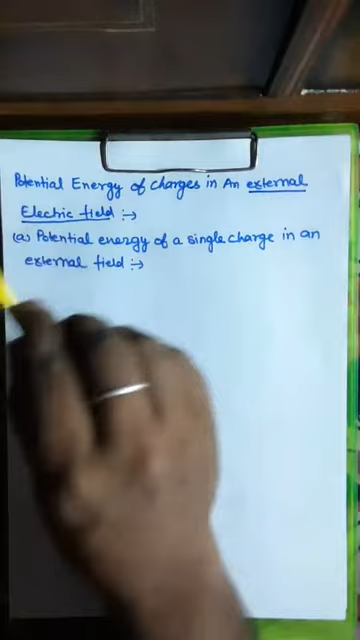 Potential Energy of charges in An external
Electric field :→
(a) Potential energy of a single charge in an
external field :→